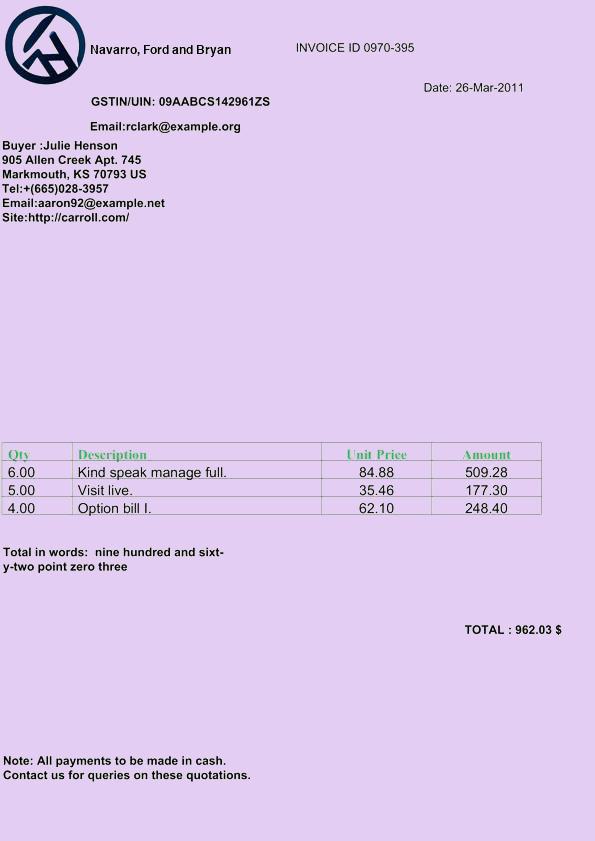 Navarro, Ford and Bryan
INVOICE ID 0970-395
Date: 26-Mar-2011
GSTIN/UIN: 09AABCS142961ZS
Email:rclark@example.org
Buyer :Julie Henson
905 Allen Creek Apt. 745
Markmouth, KS 70793 US
Tel:+(665)028-3957
Email:aaron92@example.net
Site:http://carroll.com/
Qty Description Unit Price Amount
6.00 Kind speak manage full. 84.88 509.28
5.00 Visit live. 35.46 177.30
4.00 Option bill I. 62.10 248.40
Total in words:  nine hundred and sixt-
y-two point zero three
TOTAL : 962.03 $
Note: All payments to be made in cash.
Contact us for queries on these quotations.